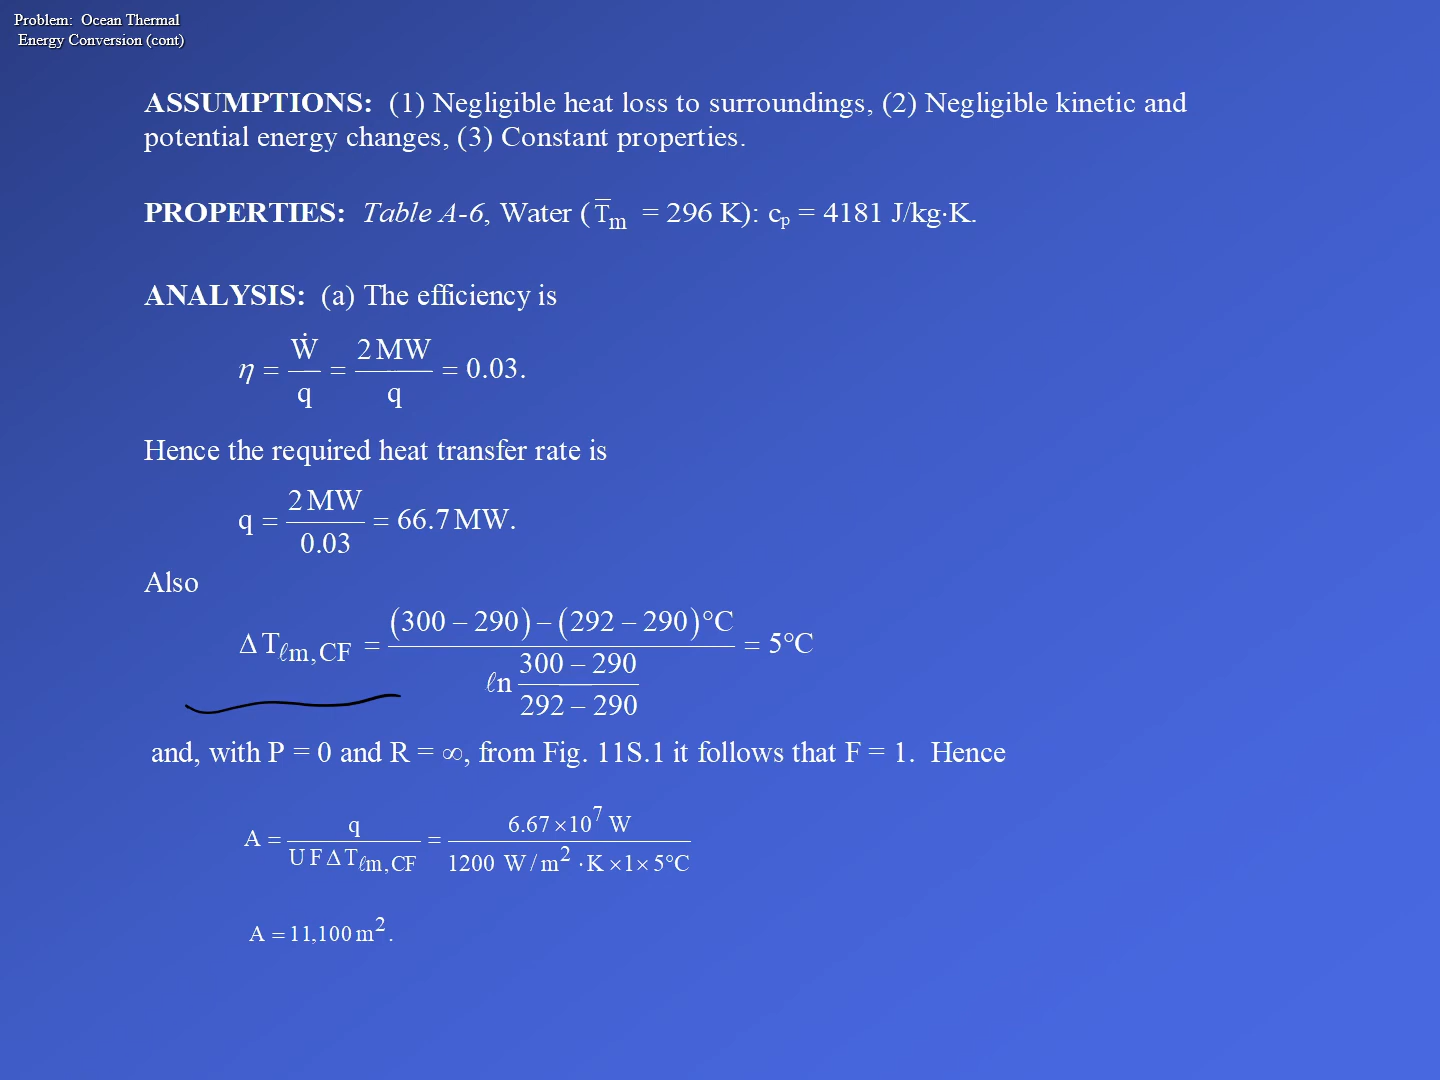 Problem: Ocean Thermal
Energy Conversion (cont)
ASSUMPTIONS: (1) Negligible heat loss to surroundings, (2) Negligible kinetic and
potential energy changes, (3) Constant properties.
PROPERTIES: Table A-6, Water (T̅m = 296 K): cp = 4181 J/kg·K.
ANALYSIS: (a) The efficiency is
η = Ẇ/q = 2 MW/q = 0.03.
Hence the required heat transfer rate is
q = 2 MW/0.03 = 66.7 MW.
Also
ΔTℓm,CF = ((300 − 290) − (292 − 290)°C)/(ℓn (300 − 290)/(292 − 290)) = 5°C
and, with P = 0 and R = ∞, from Fig. 11S.1 it follows that F = 1. Hence
A = q/(U F ΔTℓm,CF) = (6.67 × 10⁷ W)/(1200 W/m² · K × 1 × 5°C)
A = 11,100 m².